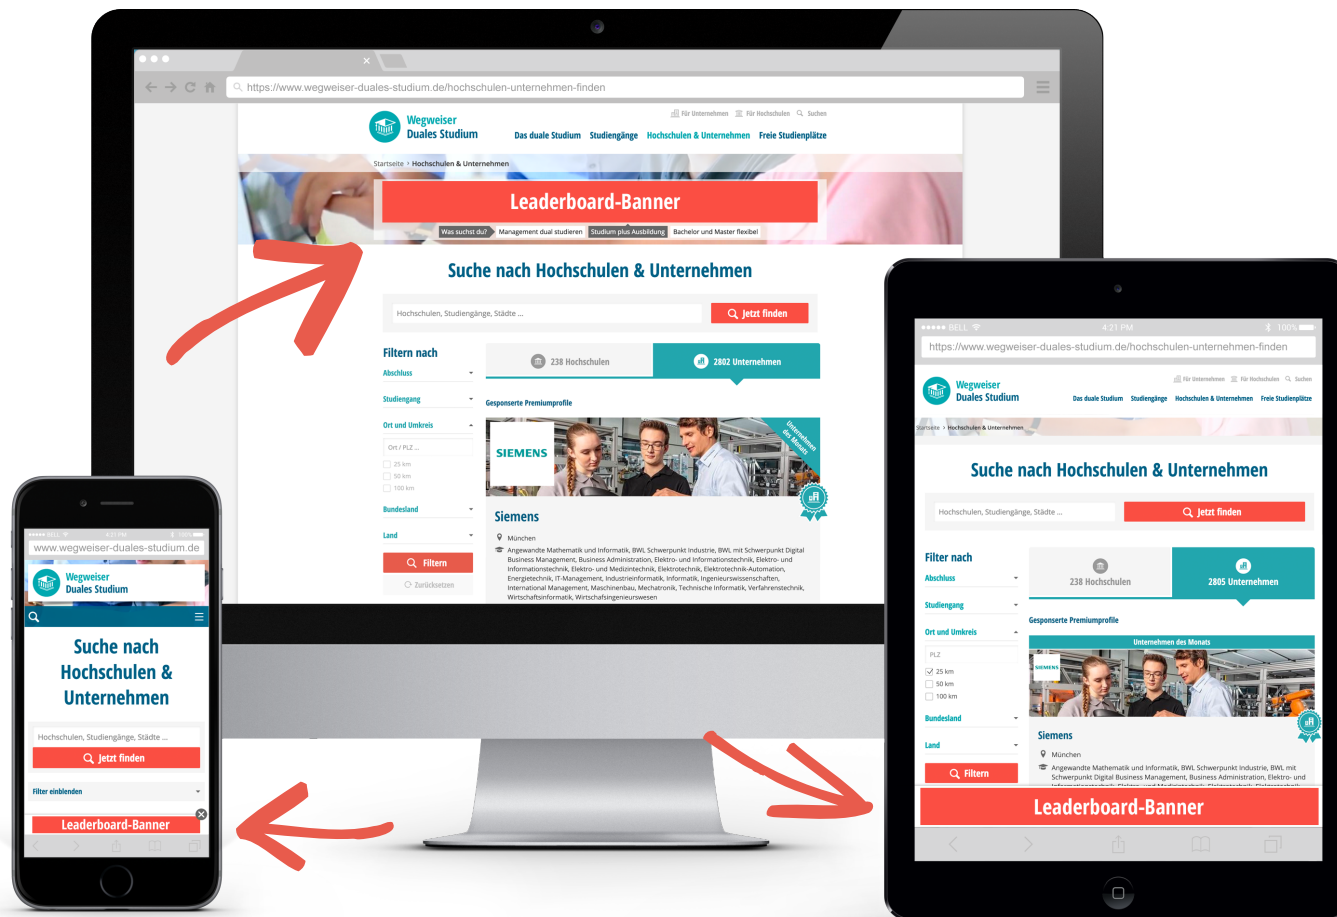 https://www.wegweiser-duales-studium.de/hochschulen-unternehmen-finden
Für Unternehmen Für Hochschulen Suchen
Wegweiser
Duales Studium
Das duale Studium Studiengänge Hochschulen & Unternehmen Freie Studienplätze
Startseite > Hochschulen & Unternehmen
Leaderboard-Banner
Was suchst du? Management dual studieren Studium plus Ausbildung Bachelor und Master flexibel
Suche nach Hochschulen & Unternehmen
Hochschulen, Studiengänge, Städte ... Jetzt finden
Filtern nach
238 Hochschulen 2802 Unternehmen
Abschluss
Studiengang
Gesponserte Premiumprofile
Ort und Umkreis
Ort / PLZ ...
25 km
50 km
100 km
Bundesland
Land
Filtern
Zurücksetzen
SIEMENS
Unternehmen
des Monats
Siemens
München
Angewandte Mathematik und Informatik, BWL Schwerpunkt Industrie, BWL mit Schwerpunkt Digital
Business Management, Business Administration, Elektro- und Informationstechnik, Elektro- und
Informationstechnik, Elektro- und Medizintechnik, Elektrotechnik, Elektrotechnik-Automation,
Energietechnik, IT-Management, Industrieinformatik, Informatik, Ingenieurswissenschaften,
International Management, Maschinenbau, Mechatronik, Technische Informatik, Verfahrenstechnik,
Wirtschaftsinformatik, Wirtschafsingenieurswesen
BELL 4:21 PM 100%
www.wegweiser-duales-studium.de
Wegweiser
Duales Studium
Suche nach
Hochschulen &
Unternehmen
Hochschulen, Studiengänge, Städte ...
Jetzt finden
Filter einblenden
Leaderboard-Banner
BELL 4:21 PM 100%
https://www.wegweiser-duales-studium.de/hochschulen-unternehmen-finden
Für Unternehmen Für Hochschulen Suchen
Wegweiser
Duales Studium
Das duale Studium Studiengänge Hochschulen & Unternehmen Freie Studienplätze
Startseite > Hochschulen & Unternehmen
Suche nach Hochschulen & Unternehmen
Hochschulen, Studiengänge, Städte ... Jetzt finden
Filter nach
238 Hochschulen 2805 Unternehmen
Abschluss
Studiengang
Gesponserte Premiumprofile
Ort und Umkreis
PLZ
25 km
50 km
100 km
Bundesland
Land
Filtern
Unternehmen des Monats
SIEMENS
Siemens
München
Angewandte Mathematik und Informatik, BWL Schwerpunkt Industrie, BWL mit
Schwerpunkt Digital Business Management, Business Administration, Elektro- und
Leaderboard-Banner